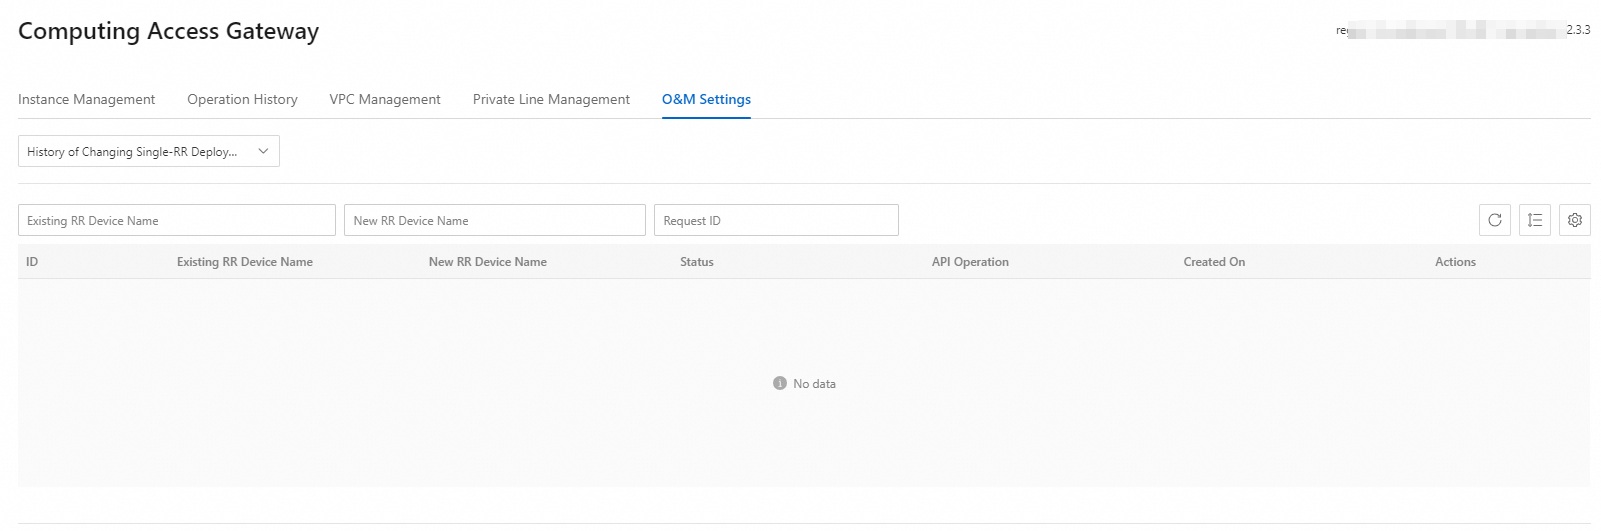 Computing Access Gateway
2.3.3
Instance Management Operation History VPC Management Private Line Management O&M Settings
History of Changing Single-RR Deploy...
Existing RR Device Name New RR Device Name Request ID
ID Existing RR Device Name New RR Device Name Status API Operation Created On Actions
No data